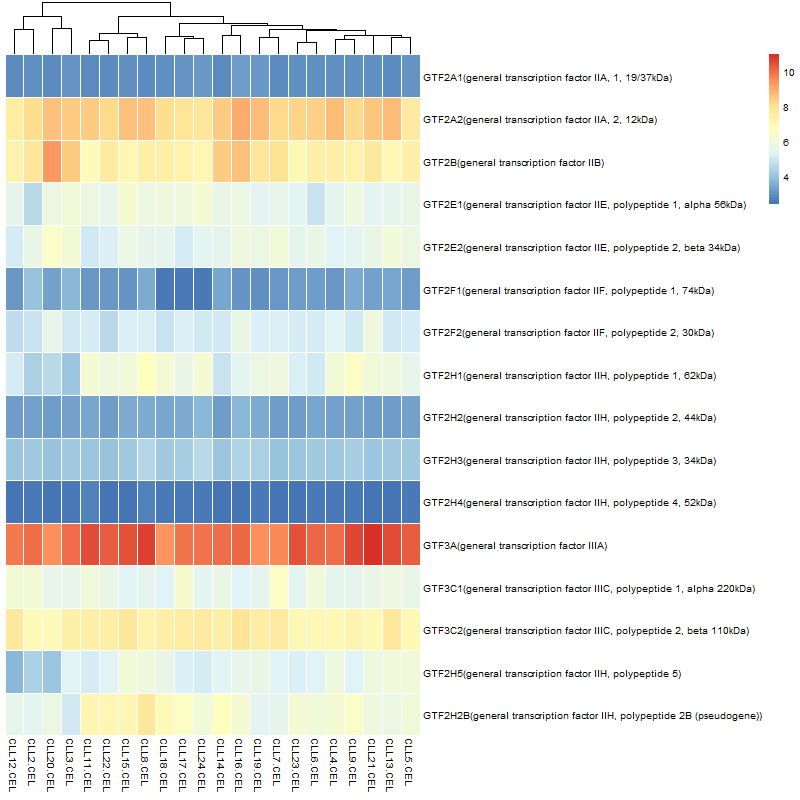 GTF2A1(general transcription factor IIA, 1, 19/37kDa)
GTF2A2(general transcription factor IIA, 2, 12kDa)
GTF2B(general transcription factor IIB)
GTF2E1(general transcription factor IIE, polypeptide 1, alpha 56kDa)
GTF2E2(general transcription factor IIE, polypeptide 2, beta 34kDa)
GTF2F1(general transcription factor IIF, polypeptide 1, 74kDa)
GTF2F2(general transcription factor IIF, polypeptide 2, 30kDa)
GTF2H1(general transcription factor IIH, polypeptide 1, 62kDa)
GTF2H2(general transcription factor IIH, polypeptide 2, 44kDa)
GTF2H3(general transcription factor IIH, polypeptide 3, 34kDa)
GTF2H4(general transcription factor IIH, polypeptide 4, 52kDa)
GTF3A(general transcription factor IIIA)
GTF3C1(general transcription factor IIIC, polypeptide 1, alpha 220kDa)
GTF3C2(general transcription factor IIIC, polypeptide 2, beta 110kDa)
GTF2H5(general transcription factor IIH, polypeptide 5)
GTF2H2B(general transcription factor IIH, polypeptide 2B (pseudogene))
10
8
6
4
CLL12.CEL
CLL2.CEL
CLL20.CEL
CLL3.CEL
CLL11.CEL
CLL22.CEL
CLL15.CEL
CLL8.CEL
CLL18.CEL
CLL17.CEL
CLL24.CEL
CLL14.CEL
CLL16.CEL
CLL19.CEL
CLL7.CEL
CLL23.CEL
CLL6.CEL
CLL4.CEL
CLL9.CEL
CLL21.CEL
CLL13.CEL
CLL5.CEL